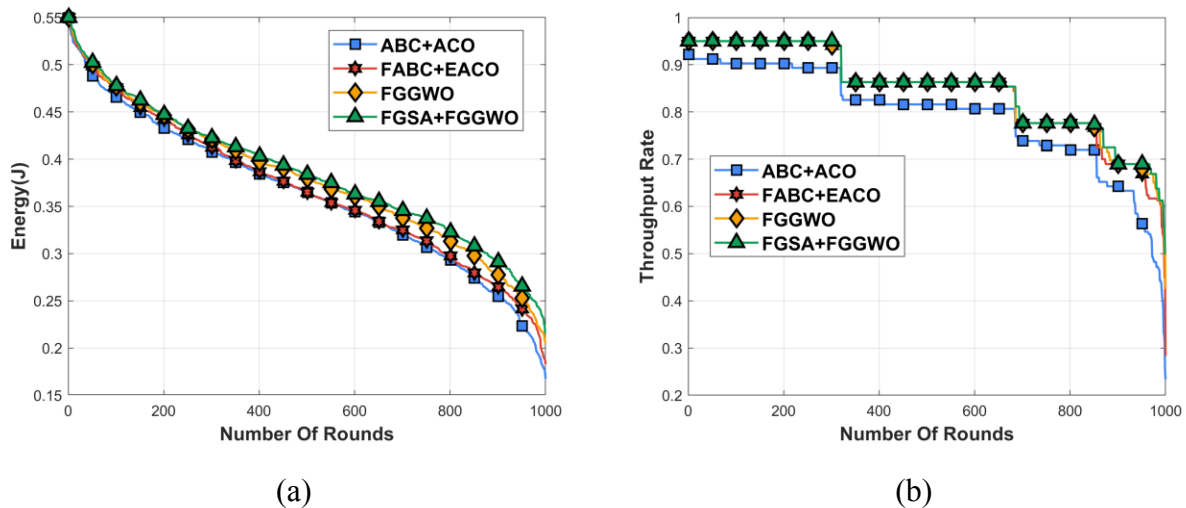 0.55
0.5
0.45
0.4
0.35
0.3
0.25
0.2
0.15
Energy(J)
ABC+ACO
FABC+EACO
FGGWO
FGSA+FGGWO
0 200 400 600 800 1000
Number Of Rounds
(a)
1
0.9
0.8
0.7
0.6
0.5
0.4
0.3
0.2
Throughput Rate
ABC+ACO
FABC+EACO
FGGWO
FGSA+FGGWO
0 200 400 600 800 1000
Number Of Rounds
(b)